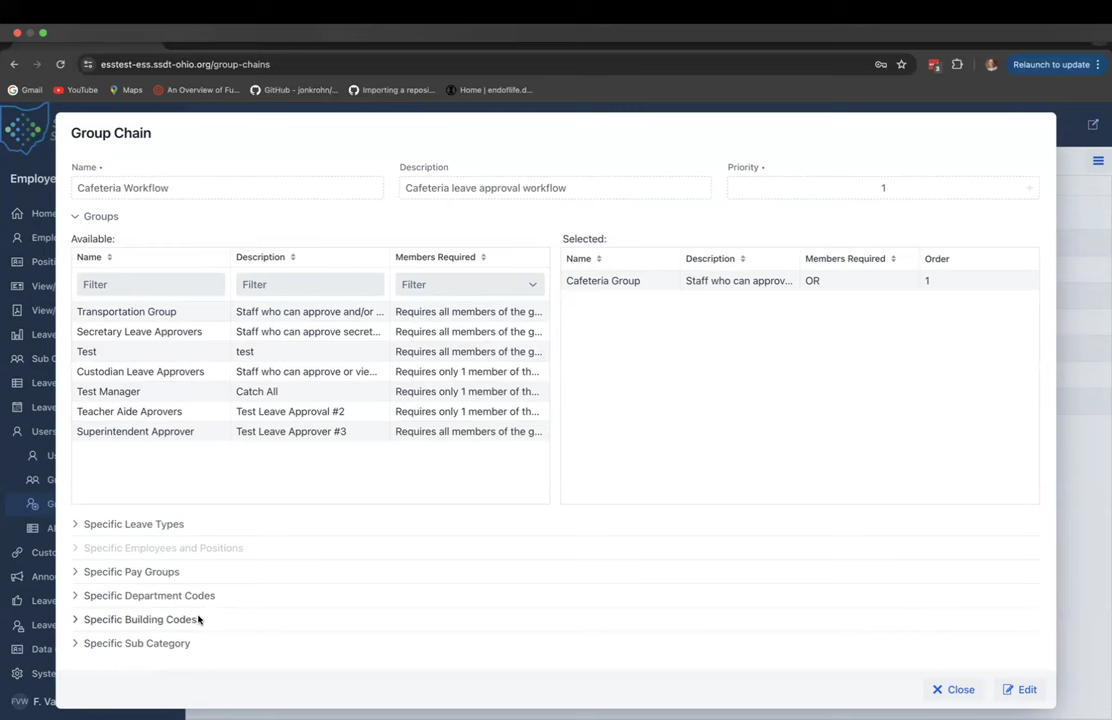 esstest-ess.ssdt-ohio.org/group-chains
Relaunch to update
Gmail
YouTube
Maps
An Overview of Fu...
GitHub - jonkrohn/...
Importing a reposi...
Home | endoflife.d...
Group Chain
Name
Description
Priority
Cafeteria Workflow
Cafeteria leave approval workflow
1
Groups
Available:
Name
Description
Members Required
Filter
Filter
Filter
Transportation Group Staff who can approve and/or ... Requires all members of the g...
Secretary Leave Approvers Staff who can approve secret... Requires all members of the g...
Test test Requires all members of the g...
Custodian Leave Approvers Staff who can approve or vie... Requires only 1 member of th...
Test Manager Catch All Requires only 1 member of th...
Teacher Aide Aprovers Test Leave Approval #2 Requires only 1 member of th...
Superintendent Approver Test Leave Approver #3 Requires all members of the g...
Selected:
Name
Description
Members Required
Order
Cafeteria Group Staff who can approv... OR 1
Specific Leave Types
Specific Employees and Positions
Specific Pay Groups
Specific Department Codes
Specific Building Codes
Specific Sub Category
Close
Edit
Employe
Home
Emplo
Positi
View/
View/
Leave
Sub C
Leave
Leave
Users
Us
G
G
Al
Custo
Annou
Leave
Leave
Data
Syste
FVW
F. Va